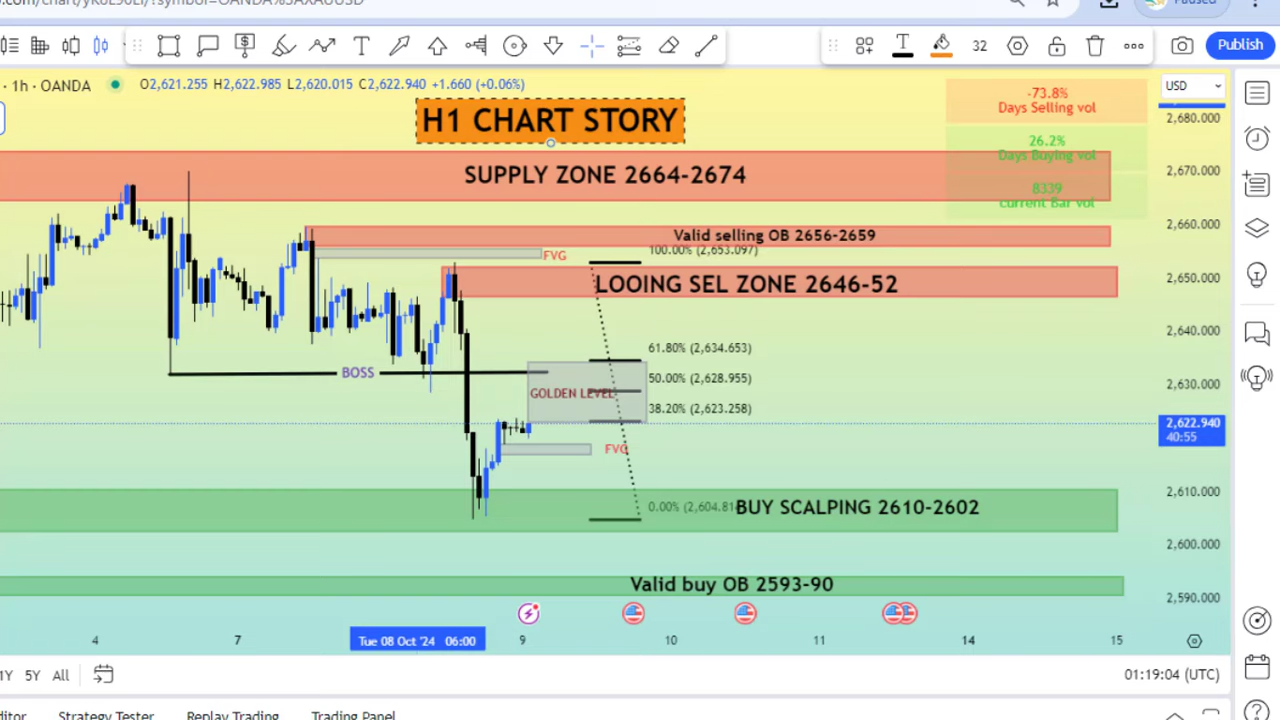 Paused
Publish
32
1h · OANDA
O2,621.255 H2,622.985 L2,620.015 C2,622.940 +1.660 (+0.06%)
USD
H1 CHART STORY
-73.8%
Days Selling vol
26.2%
Days Buying vol
8339
current Bar vol
2,680.000
SUPPLY ZONE 2664-2674
2,670.000
2,660.000
Valid selling OB 2656-2659
100.00% (2,653.097)
FVG
LOOING SEL ZONE 2646-52
2,650.000
2,640.000
61.80% (2,634.653)
BOSS
50.00% (2,628.955)
2,630.000
GOLDEN LEVEL
38.20% (2,623.258)
2,622.940
40:55
FVG
2,610.000
0.00% (2,604.81
BUY SCALPING 2610-2602
2,600.000
Valid buy OB 2593-90
2,590.000
4 7 Tue 08 Oct '24 06:00 9 10 11 14 15
1Y 5Y All
01:19:04 (UTC)
Strategy Tester Replay Trading Trading Panel